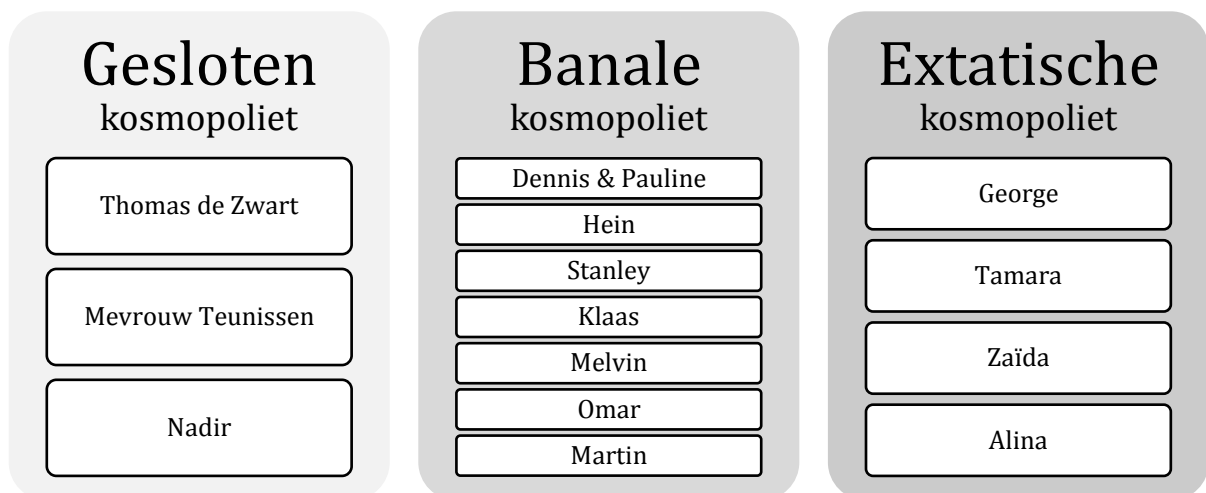 Gesloten
kosmopoliet
Thomas de Zwart
Mevrouw Teunissen
Nadir
Banale
kosmopoliet
Dennis & Pauline
Hein
Stanley
Klaas
Melvin
Omar
Martin
Extatische
kosmopoliet
George
Tamara
Zaïda
Alina